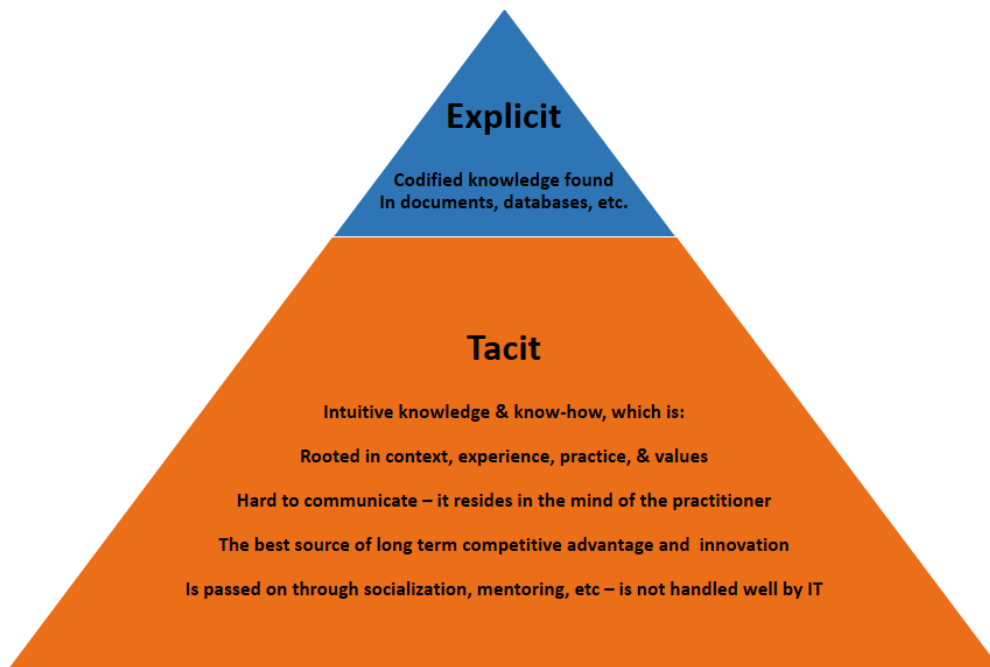 Explicit
Codified knowledge found
In documents, databases, etc.
Tacit
Intuitive knowledge & know-how, which is:
Rooted in context, experience, practice, & values
Hard to communicate – it resides in the mind of the practitioner
The best source of long term competitive advantage and  innovation
Is passed on through socialization, mentoring, etc – is not handled well by IT